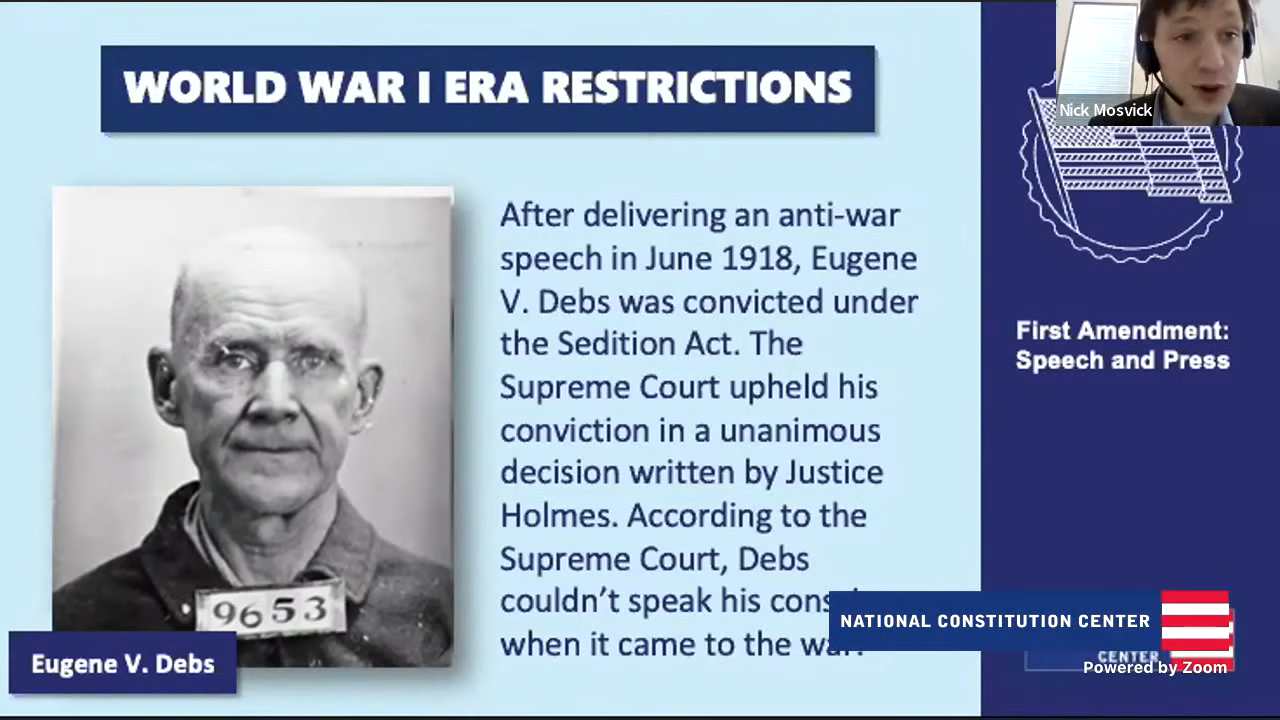 WORLD WAR I ERA RESTRICTIONS
Nick Mosvick
After delivering an anti-war
speech in June 1918, Eugene
V. Debs was convicted under
the Sedition Act. The
Supreme Court upheld his
conviction in a unanimous
decision written by Justice
Holmes. According to the
Supreme Court, Debs
couldn't speak his
when it came to the war.
9653
Eugene V. Debs
First Amendment:
Speech and Press
NATIONAL CONSTITUTION CENTER
CENTER
Powered by Zoom